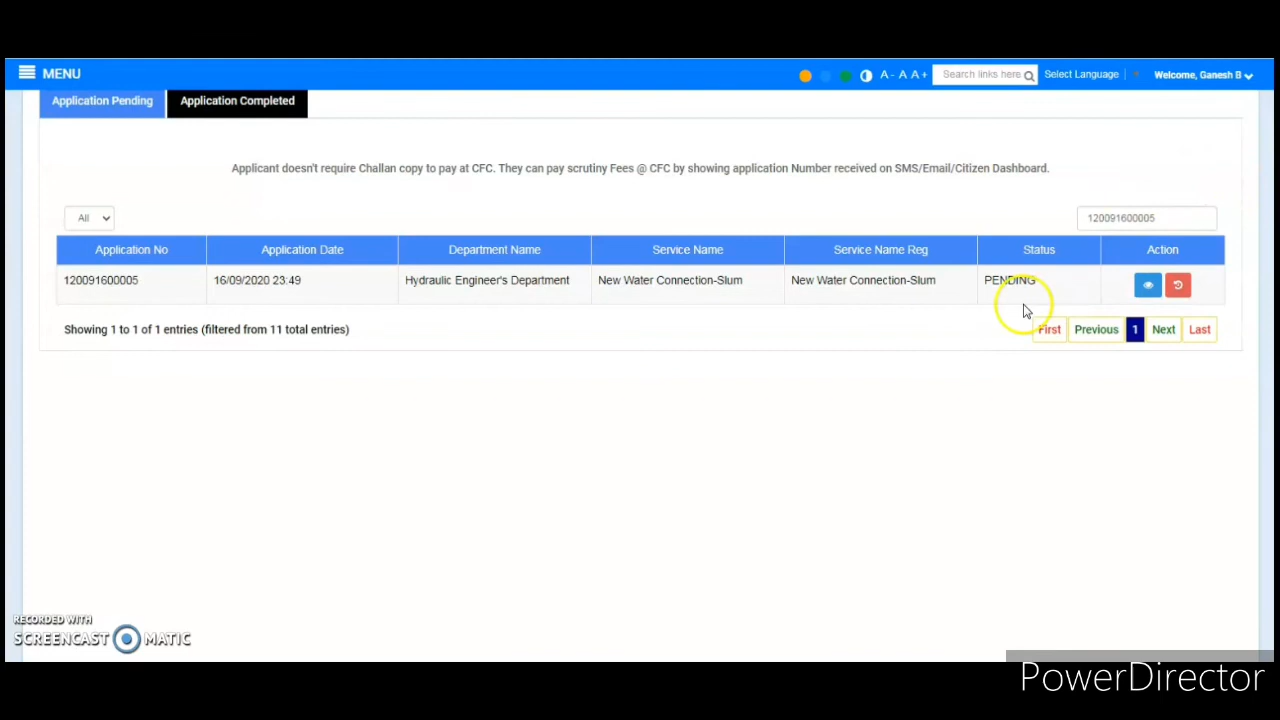 MENU
A- A A+
Search links here
Select Language
Welcome, Ganesh B
Application Pending
Application Completed
Applicant doesn't require Challan copy to pay at CFC. They can pay scrutiny Fees @ CFC by showing application Number received on SMS/Email/Citizen Dashboard.
All
120091600005
Application No
Application Date
Department Name
Service Name
Service Name Reg
Status
Action
120091600005
16/09/2020 23:49
Hydraulic Engineer's Department
New Water Connection-Slum
New Water Connection-Slum
PENDING
Showing 1 to 1 of 1 entries (filtered from 11 total entries)
First
Previous
1
Next
Last
RECORDED WITH
SCREENCAST MATIC
PowerDirector